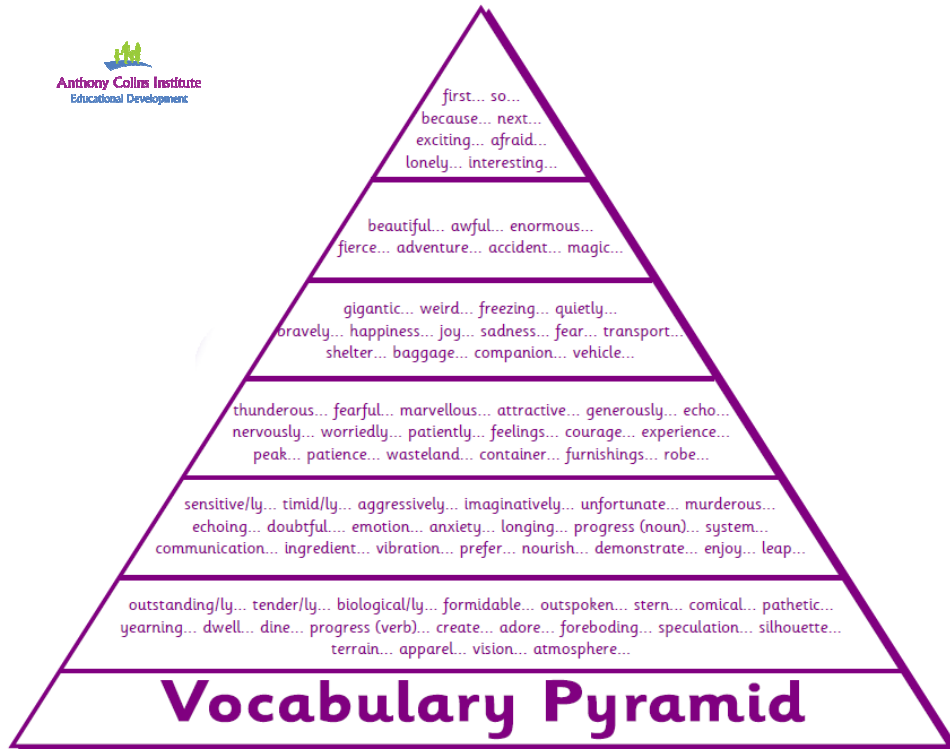 Anthony Colins Institute
Educational Development
first... so...
because... next...
exciting... afraid...
lonely... interesting...
beautiful... awful... enormous...
fierce... adventure... accident... magic...
gigantic... weird... freezing... quietly...
bravely... happiness... joy... sadness... fear... transport...
shelter... baggage... companion... vehicle...
thunderous... fearful... marvellous... attractive... generously... echo...
nervously... worriedly... patiently... feelings... courage... experience...
peak... patience... wasteland... container... furnishings... robe...
sensitive/ly... timid/ly... aggressively... imaginatively... unfortunate... murderous...
echoing... doubtful.... emotion... anxiety... longing... progress (noun)... system...
communication... ingredient... vibration... prefer... nourish... demonstrate... enjoy... leap...
outstanding/ly... tender/ly... biological/ly... formidable... outspoken... stern... comical... pathetic...
yearning... dwell... dine... progress (verb)... create... adore... foreboding... speculation... silhouette...
terrain... apparel... vision... atmosphere...
Vocabulary Pyramid